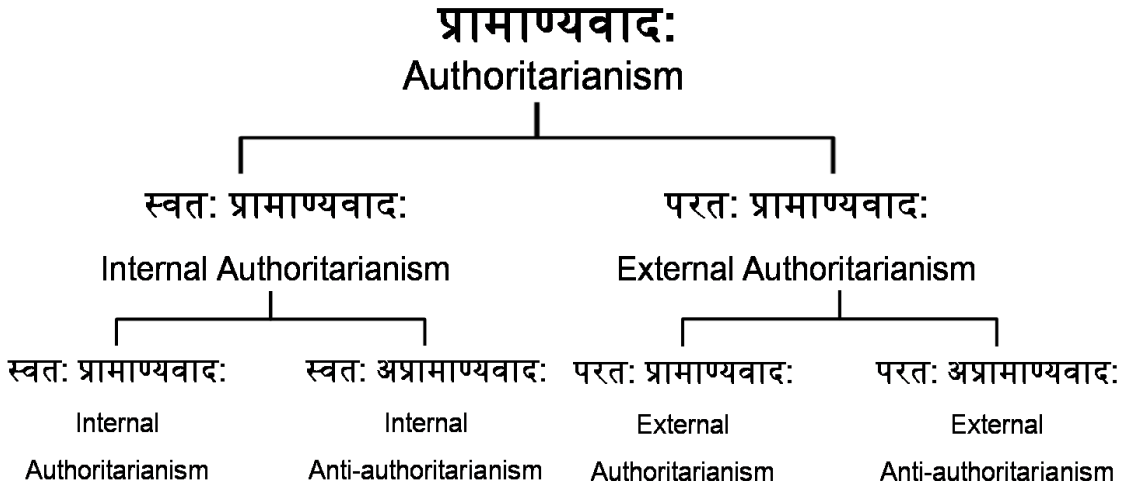 प्रामाण्यवाद:
Authoritarianism
स्वत: प्रामाण्यवाद:
परत: प्रामाण्यवाद:
Internal Authoritarianism
External Authoritarianism
स्वत: प्रामाण्यवाद:
स्वत: अप्रामाण्यवाद:
परत: प्रामाण्यवाद:
परत: अप्रामाण्यवाद:
Internal
Internal
External
External
Authoritarianism
Anti-authoritarianism
Authoritarianism
Anti-authoritarianism